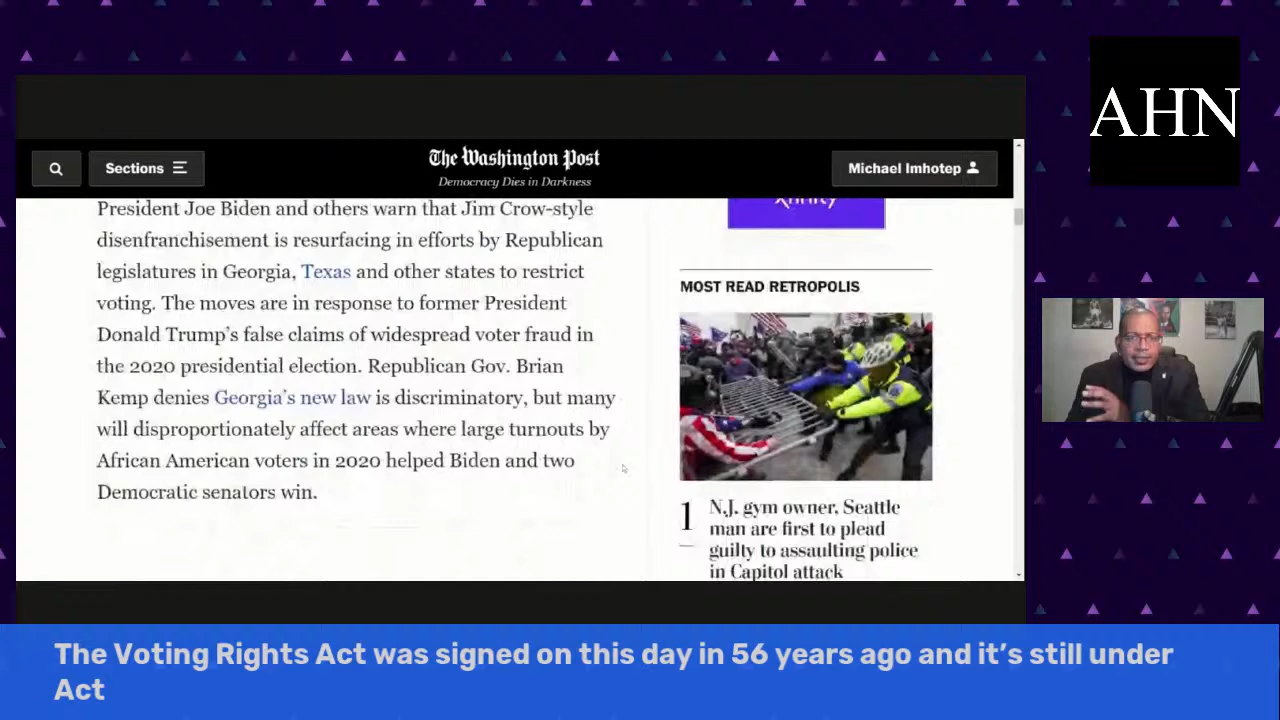 AHN
Sections
The Washington Post
Democracy Dies in Darkness
Michael Imhotep
President Joe Biden and others warn that Jim Crow-style
disenfranchisement is resurfacing in efforts by Republican
legislatures in Georgia, Texas and other states to restrict
voting. The moves are in response to former President
Donald Trump's false claims of widespread voter fraud in
the 2020 presidential election. Republican Gov. Brian
Kemp denies Georgia's new law is discriminatory, but many
will disproportionately affect areas where large turnouts by
African American voters in 2020 helped Biden and two
Democratic senators win.
xfinity
MOST READ RETROPOLIS
1
N.J. gym owner, Seattle
man are first to plead
guilty to assaulting police
in Capitol attack
The Voting Rights Act was signed on this day in 56 years ago and it's still under
Act